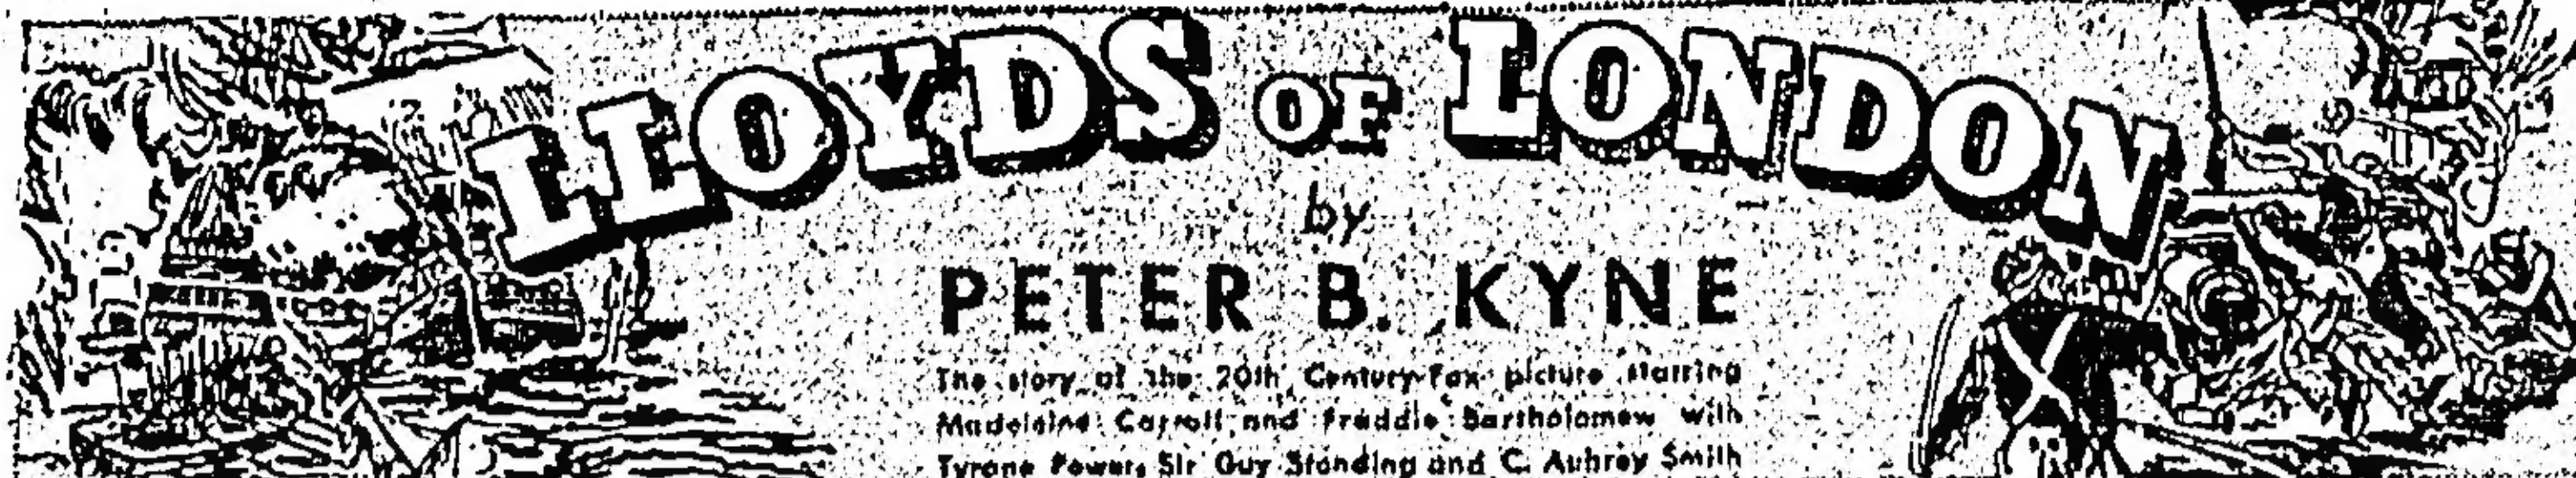 LLOYDS OF LONDON
by
PETER B. KYNE
The story of the 20th Century-Fox picture starring
Madeleine Carroll and Freddie Bartholomew with
Tyrone Power, Sir Guy Standing and C. Aubrey Smith